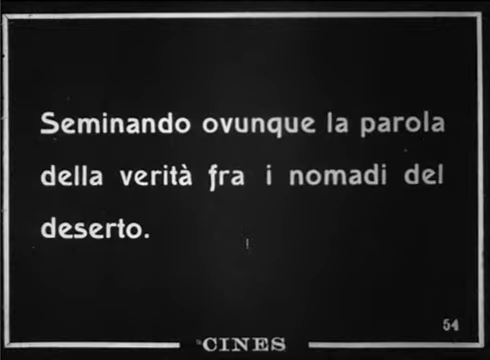 Seminando ovunque la parola
della verità fra i nomadi del
deserto.
54
CINES